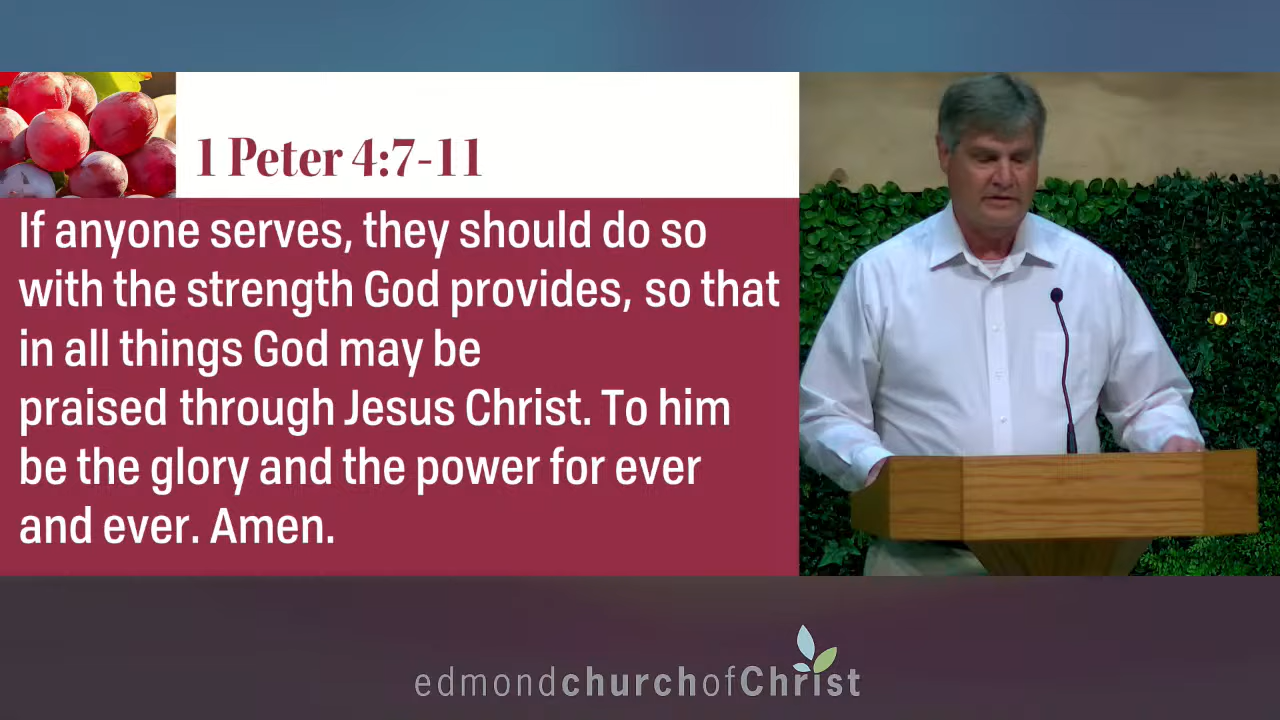 1 Peter 4:7-11
If anyone serves, they should do so
with the strength God provides, so that
in all things God may be
praised through Jesus Christ. To him
be the glory and the power for ever
and ever. Amen.
edmondchurchofChrist